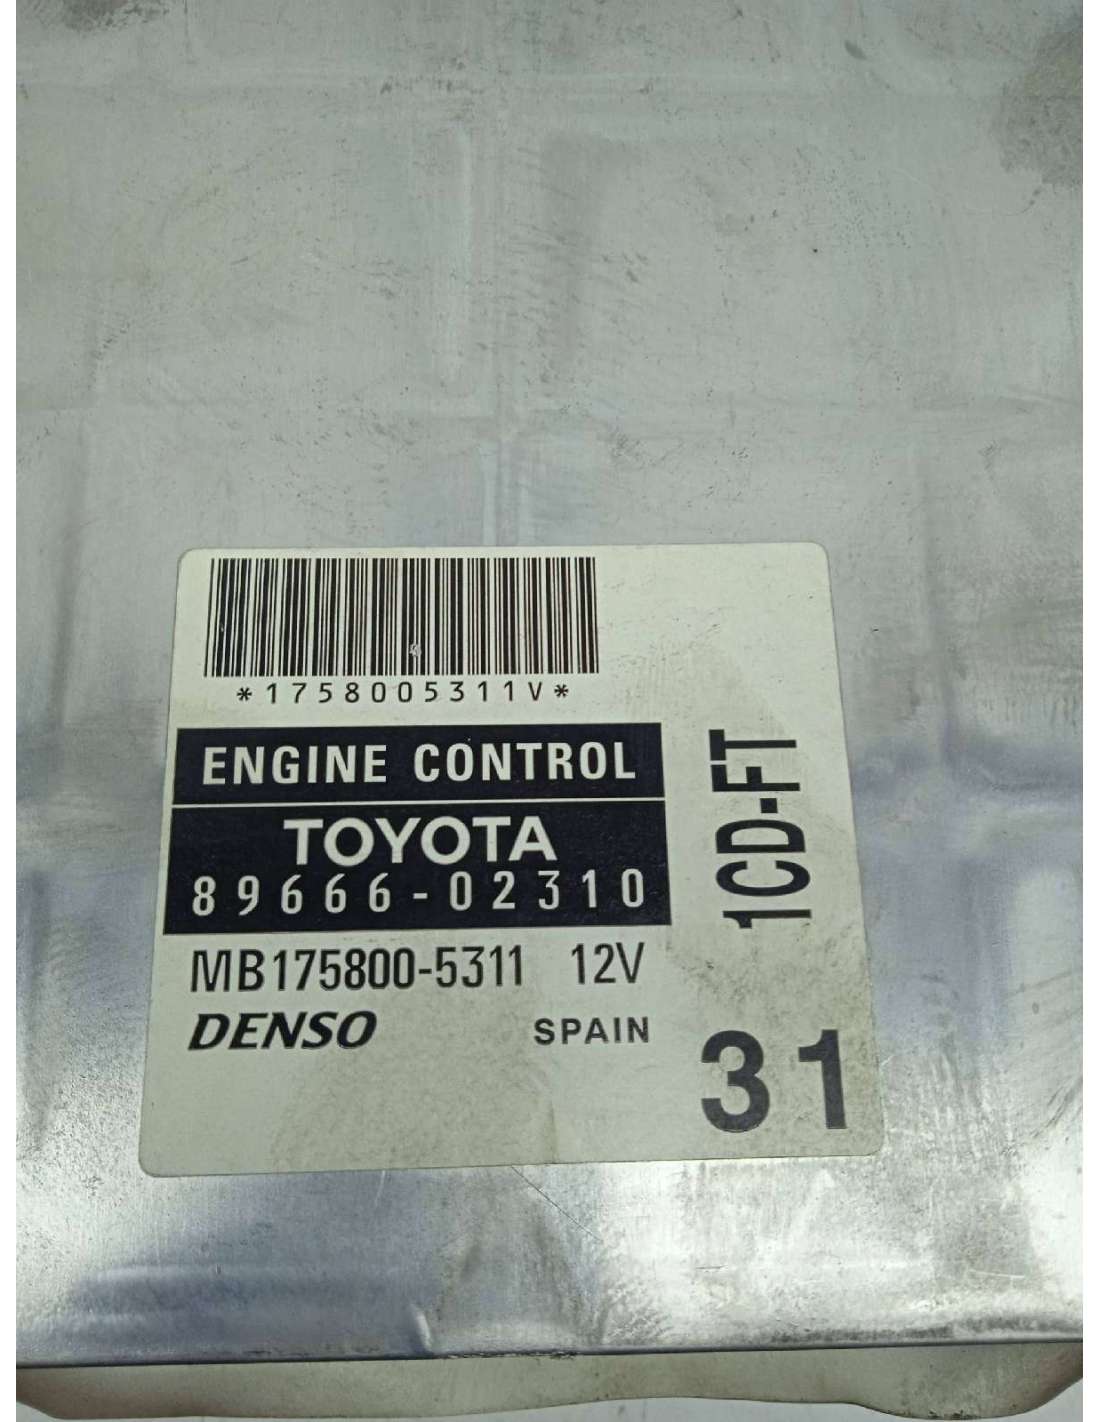 *1758005311V*
ENGINE CONTROL
TOYOTA
89666-02310
MB175800-5311 12V
DENSO SPAIN
1CD-FT
31